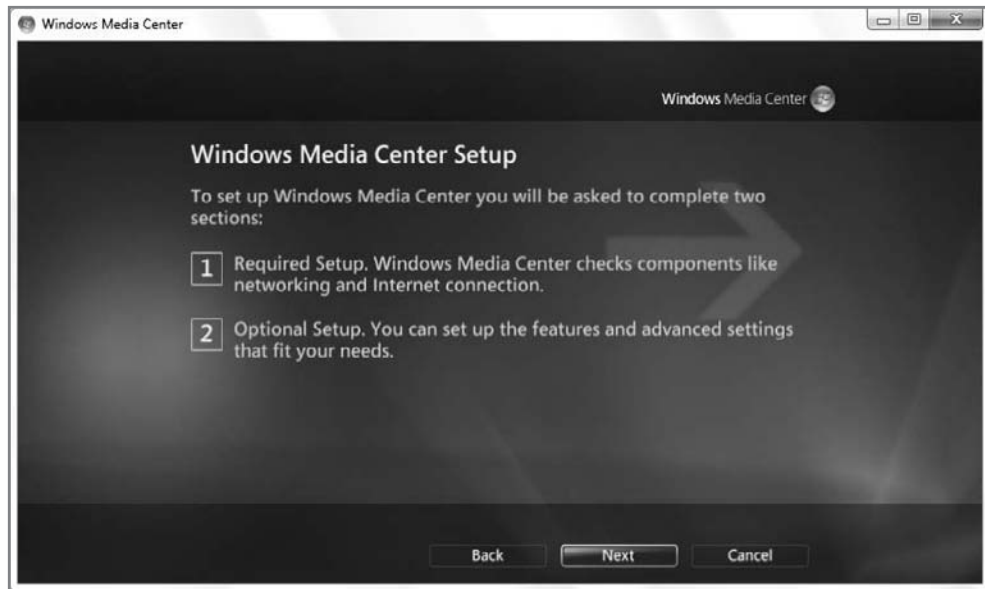 Windows Media Center
Windows Media Center
Windows Media Center Setup
To set up Windows Media Center you will be asked to complete two
sections:
1 Required Setup. Windows Media Center checks components like
networking and Internet connection.
2 Optional Setup. You can set up the features and advanced settings
that fit your needs.
Back Next Cancel